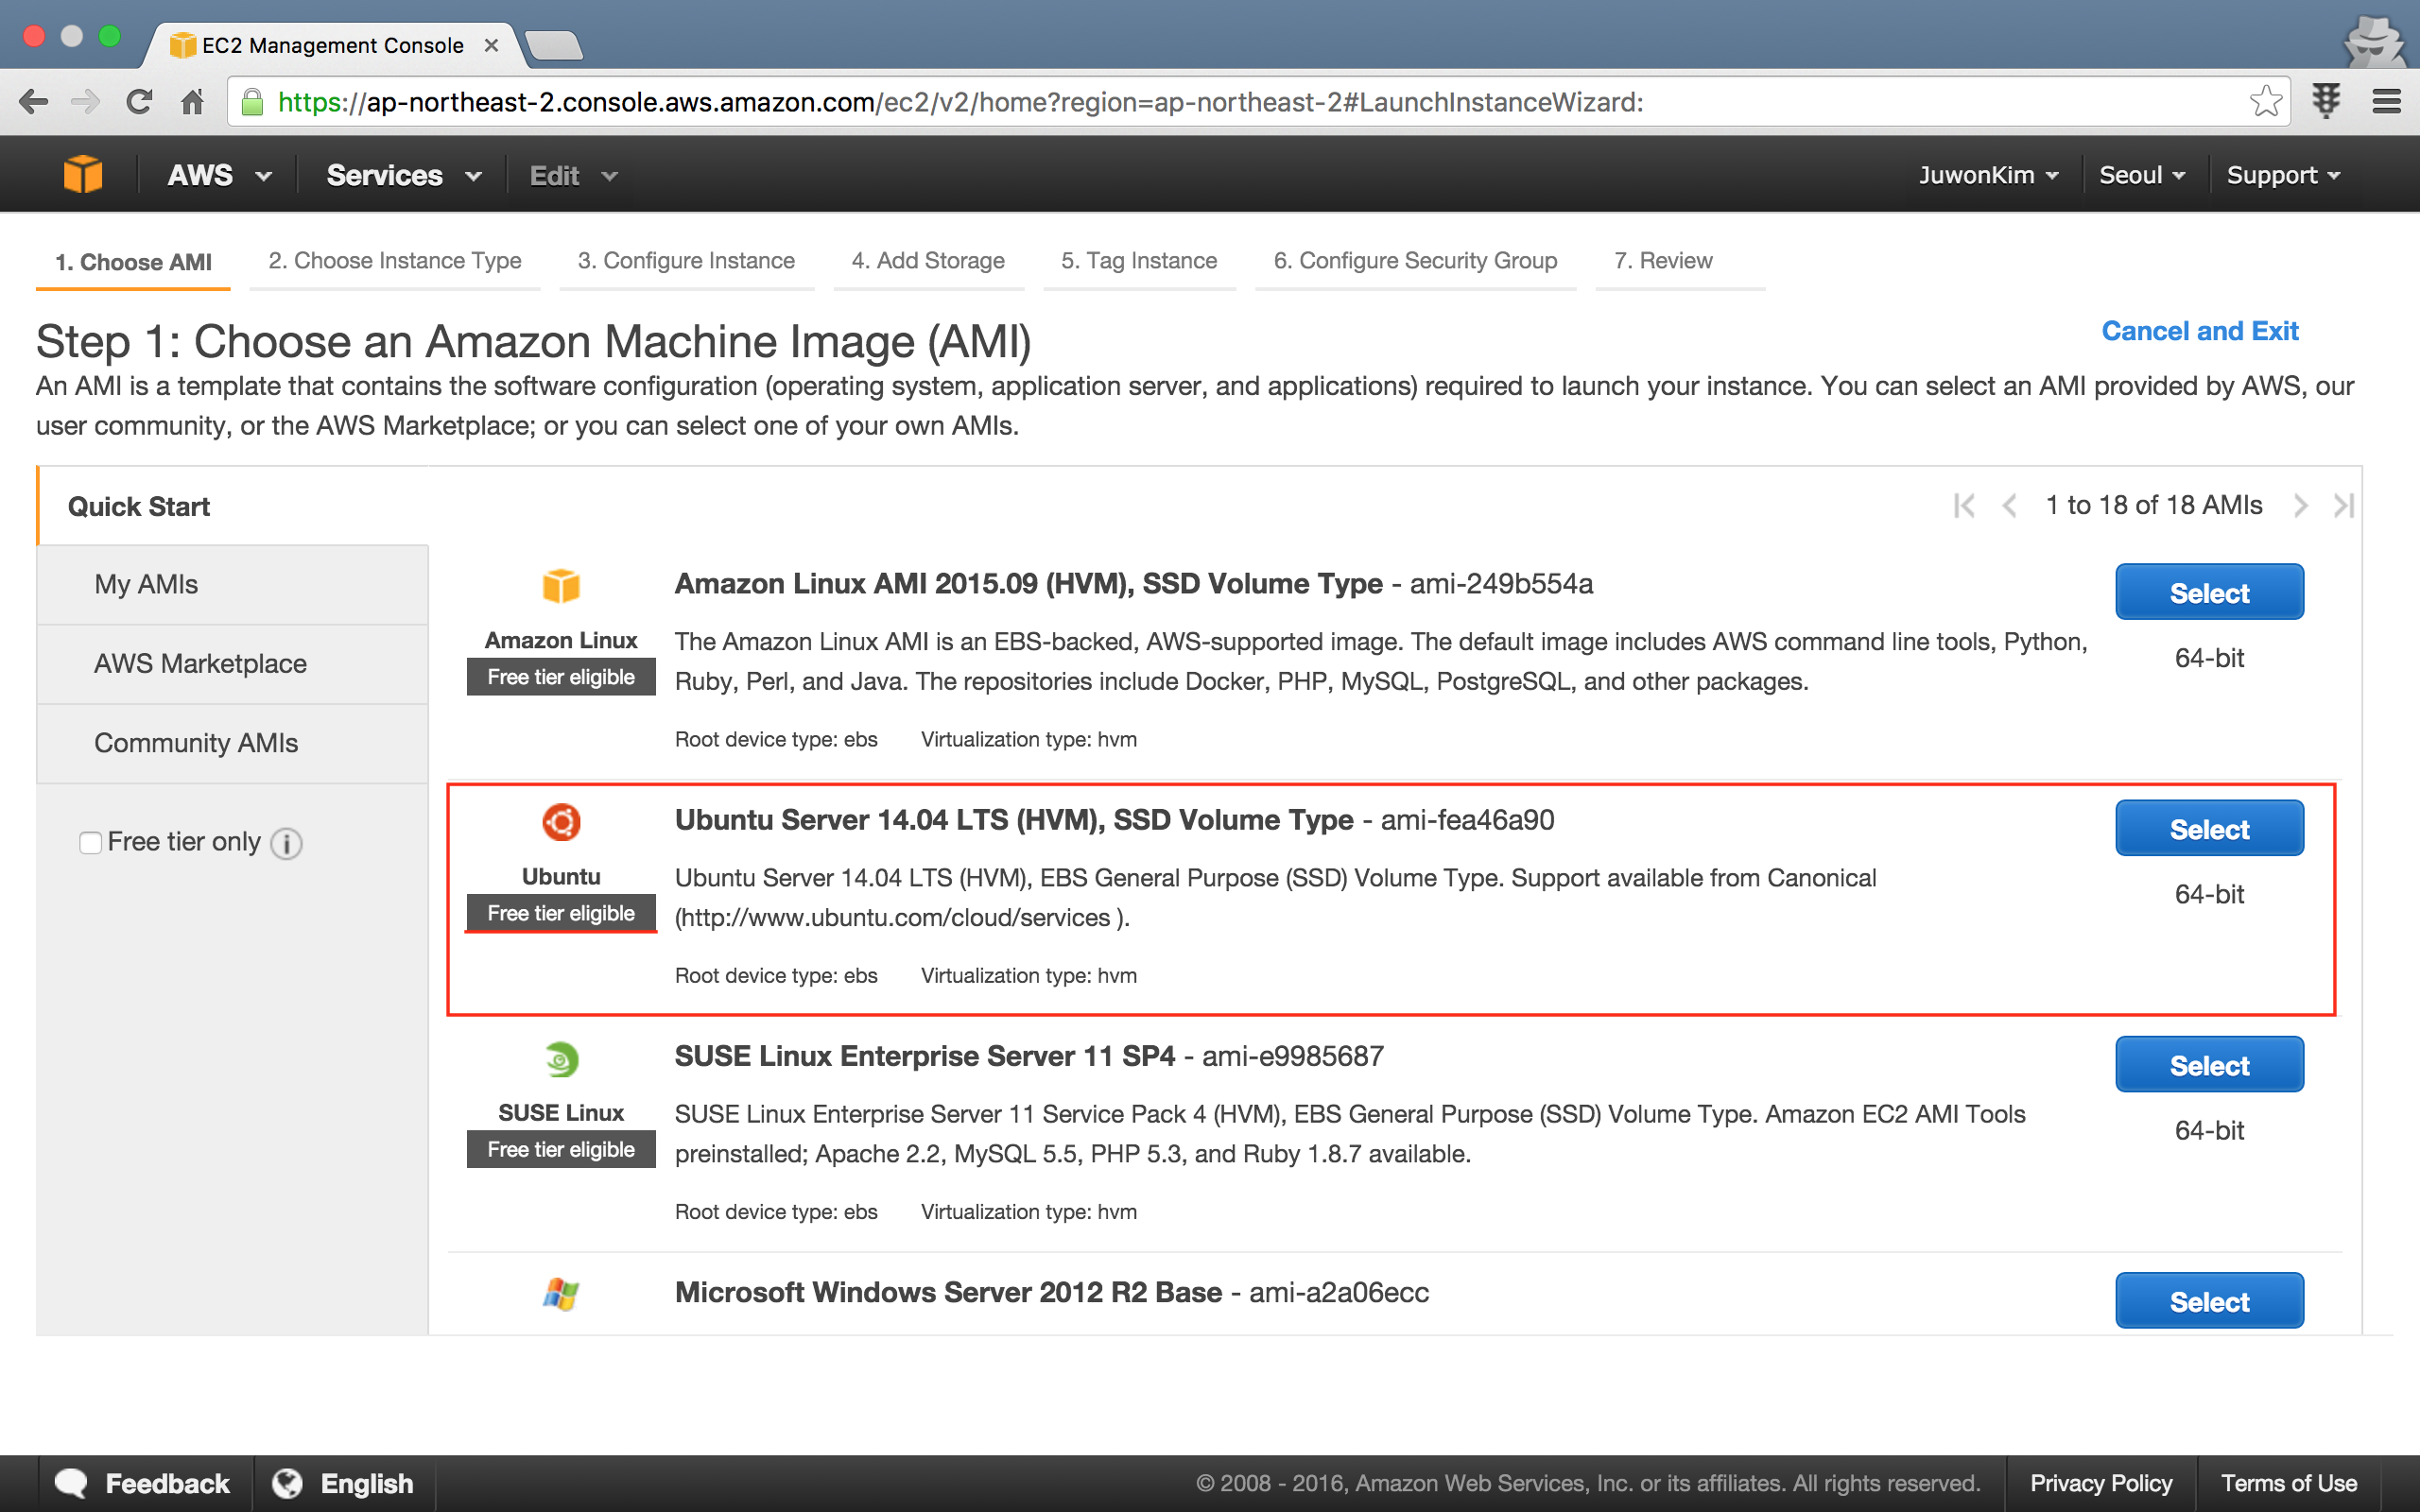 EC2 Management Console
https://ap-northeast-2.console.aws.amazon.com/ec2/v2/home?region=ap-northeast-2#LaunchInstanceWizard:
AWS Services Edit JuwonKim Seoul Support
1. Choose AMI 2. Choose Instance Type 3. Configure Instance 4. Add Storage 5. Tag Instance 6. Configure Security Group 7. Review
Step 1: Choose an Amazon Machine Image (AMI)
Cancel and Exit
An AMI is a template that contains the software configuration (operating system, application server, and applications) required to launch your instance. You can select an AMI provided by AWS, our
user community, or the AWS Marketplace; or you can select one of your own AMIs.
Quick Start
My AMIs
AWS Marketplace
Community AMIs
Free tier only
1 to 18 of 18 AMIs
Amazon Linux
Free tier eligible
Amazon Linux AMI 2015.09 (HVM), SSD Volume Type - ami-249b554a
The Amazon Linux AMI is an EBS-backed, AWS-supported image. The default image includes AWS command line tools, Python,
Ruby, Perl, and Java. The repositories include Docker, PHP, MySQL, PostgreSQL, and other packages.
Root device type: ebs Virtualization type: hvm
Select
64-bit
Ubuntu
Free tier eligible
Ubuntu Server 14.04 LTS (HVM), SSD Volume Type - ami-fea46a90
Ubuntu Server 14.04 LTS (HVM), EBS General Purpose (SSD) Volume Type. Support available from Canonical
(http://www.ubuntu.com/cloud/services ).
Root device type: ebs Virtualization type: hvm
Select
64-bit
SUSE Linux
Free tier eligible
SUSE Linux Enterprise Server 11 SP4 - ami-e9985687
SUSE Linux Enterprise Server 11 Service Pack 4 (HVM), EBS General Purpose (SSD) Volume Type. Amazon EC2 AMI Tools
preinstalled; Apache 2.2, MySQL 5.5, PHP 5.3, and Ruby 1.8.7 available.
Root device type: ebs Virtualization type: hvm
Select
64-bit
Microsoft Windows Server 2012 R2 Base - ami-a2a06ecc
Select
Feedback English © 2008 - 2016, Amazon Web Services, Inc. or its affiliates. All rights reserved. Privacy Policy Terms of Use